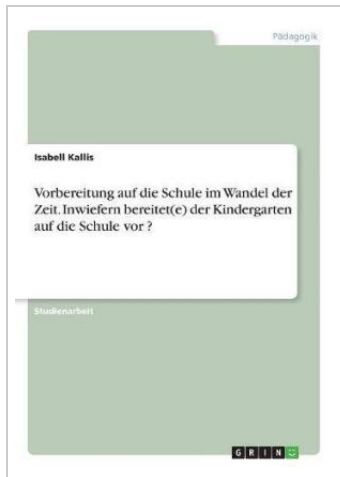 Pädagogik
Isabell Kallis
Vorbereitung auf die Schule im Wandel der
Zeit. Inwiefern bereitet(e) der Kindergarten
auf die Schule vor ?
Studienarbeit
GRIN